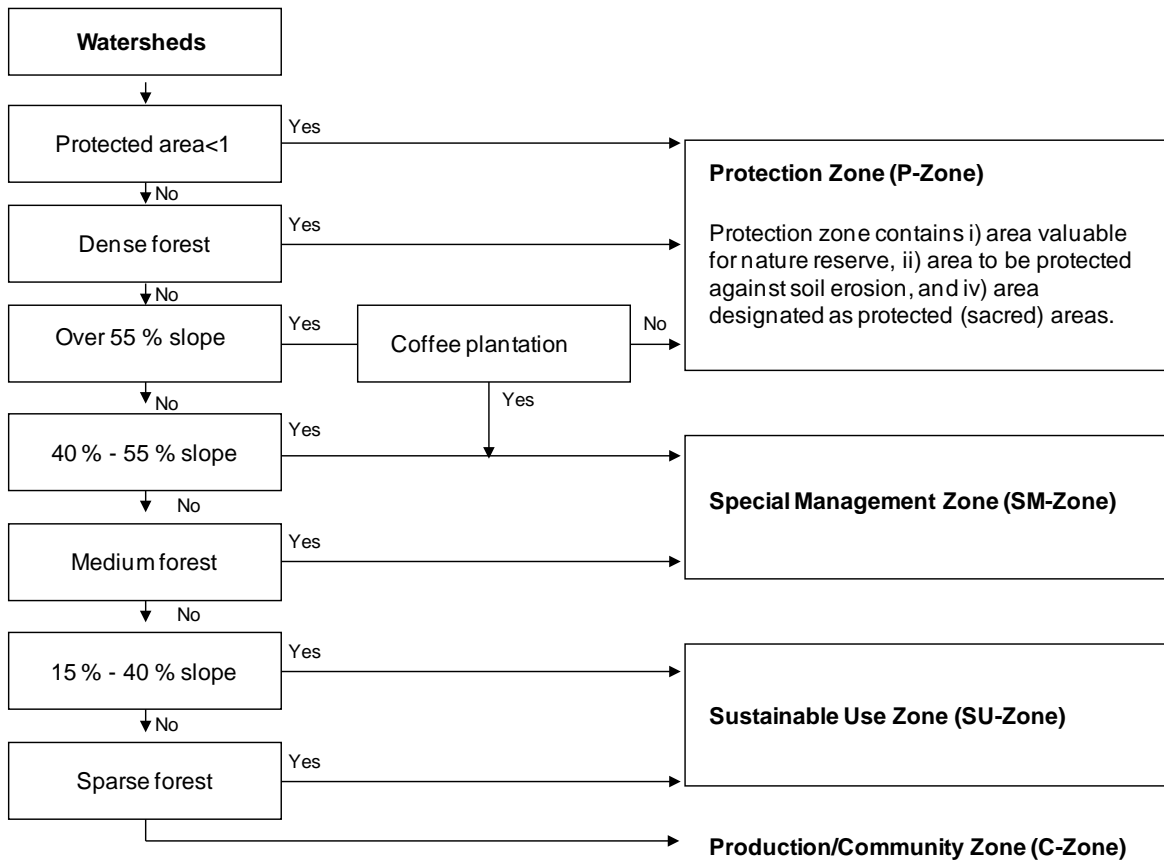 Watersheds
Protected area<1
Yes
No
Dense forest
Yes
No
Over 55 % slope
Yes
Coffee plantation
No
Yes
No
Protection Zone (P-Zone)
Protection zone contains i) area valuable
for nature reserve, ii) area to be protected
against soil erosion, and iv) area
designated as protected (sacred) areas.
40 % - 55 % slope
Yes
No
Special Management Zone (SM-Zone)
Medium forest
Yes
No
15 % - 40 % slope
Yes
No
Sustainable Use Zone (SU-Zone)
Sparse forest
Yes
Production/Community Zone (C-Zone)